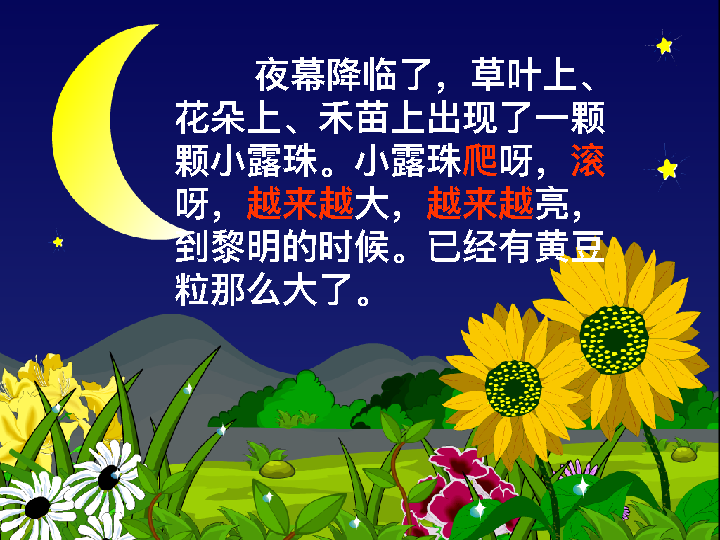 夜幕降临了，草叶上、
花朵上、禾苗上出现了一颗
颗小露珠。小露珠爬呀，滚
呀，越来越大，越来越亮，
到黎明的时候。已经有黄豆
粒那么大了。